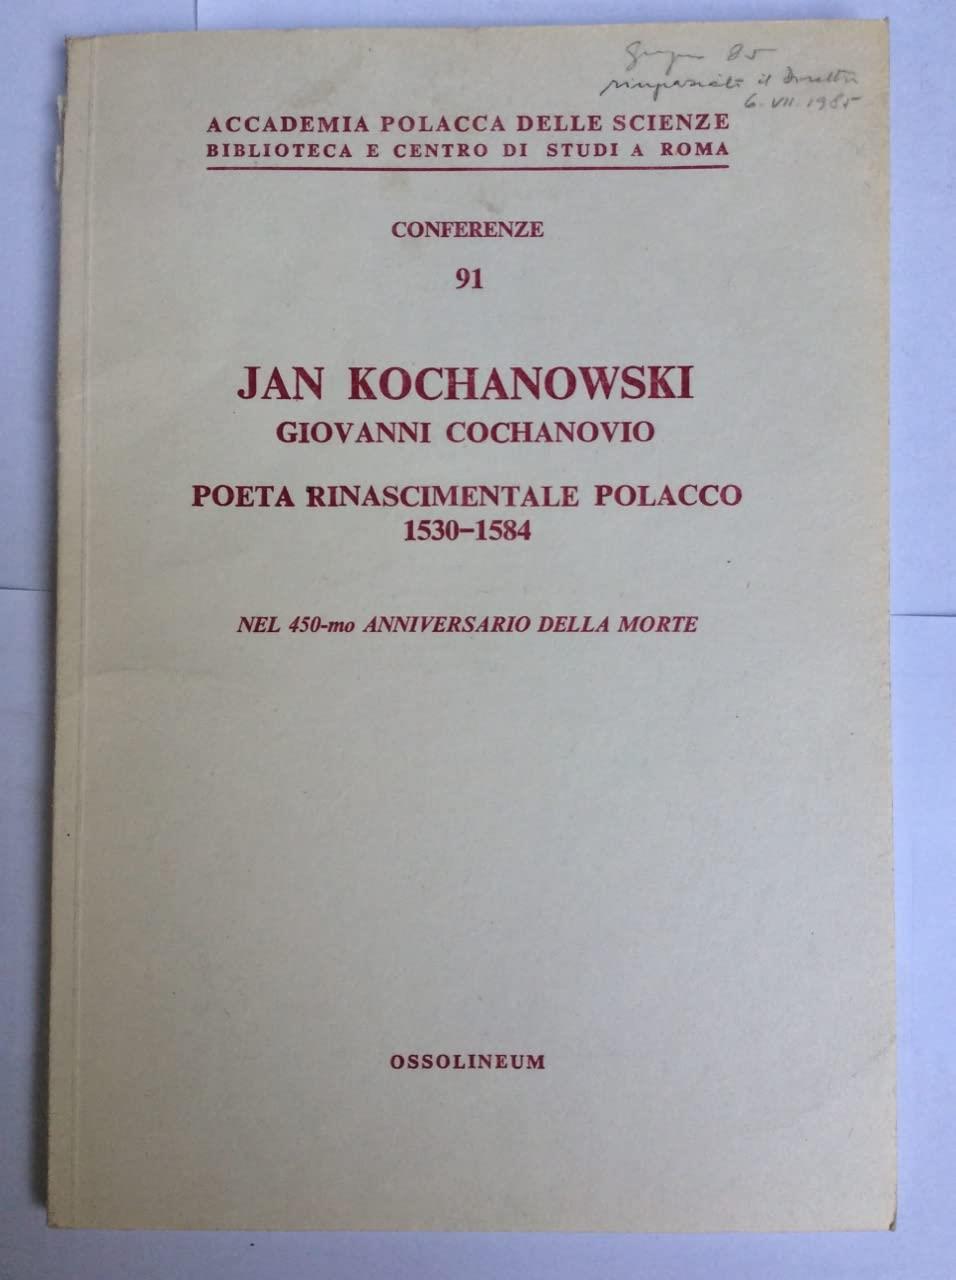 Giugno 85
ringraziato il Direttore
6. VII. 1985
ACCADEMIA POLACCA DELLE SCIENZE
BIBLIOTECA E CENTRO DI STUDI A ROMA
CONFERENZE
91
JAN KOCHANOWSKI
GIOVANNI COCHANOVIO
POETA RINASCIMENTALE POLACCO
1530–1584
NEL 450-mo ANNIVERSARIO DELLA MORTE
OSSOLINEUM